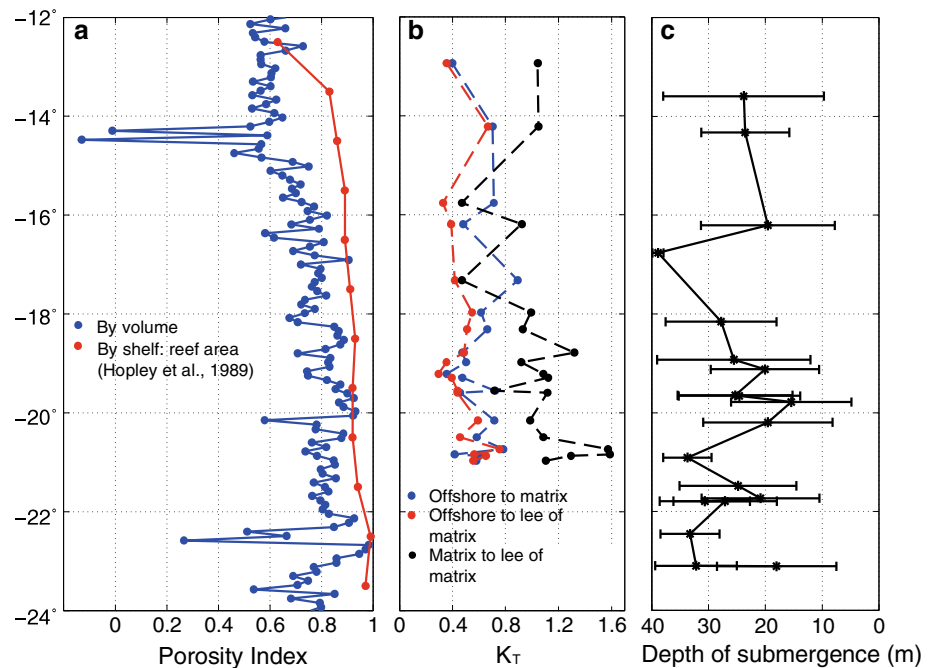 a
b
c
−12°
−14°
−16°
−18°
−20°
−22°
−24°
By volume
By shelf: reef area
(Hopley et al., 1989)
0
0.2
0.4
0.6
0.8
1
Porosity Index
Offshore to matrix
Offshore to lee of
matrix
Matrix to lee of
matrix
0
0.4
0.8
1.2
1.6
K_T
40
30
20
10
0
Depth of submergence (m)